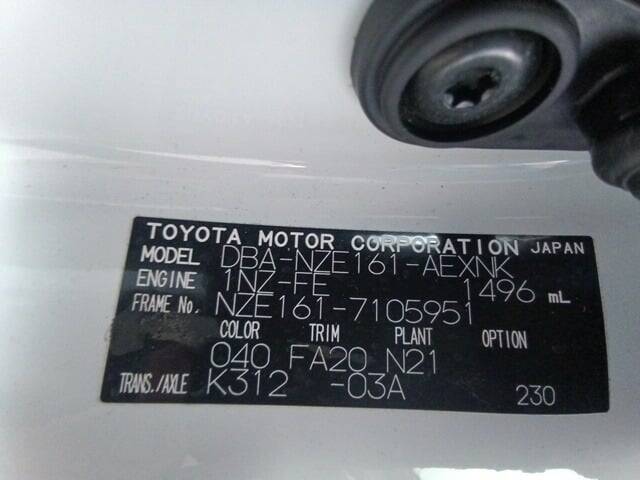 TOYOTA MOTOR CORPORATION JAPAN
MODEL DBA-NZE161-AEXNK
ENGINE 1NZ-FE 1496 mL
FRAME No. NZE161-7105951
COLOR TRIM PLANT OPTION
040 FA20 N21
TRANS./AXLE K312 -03A 230